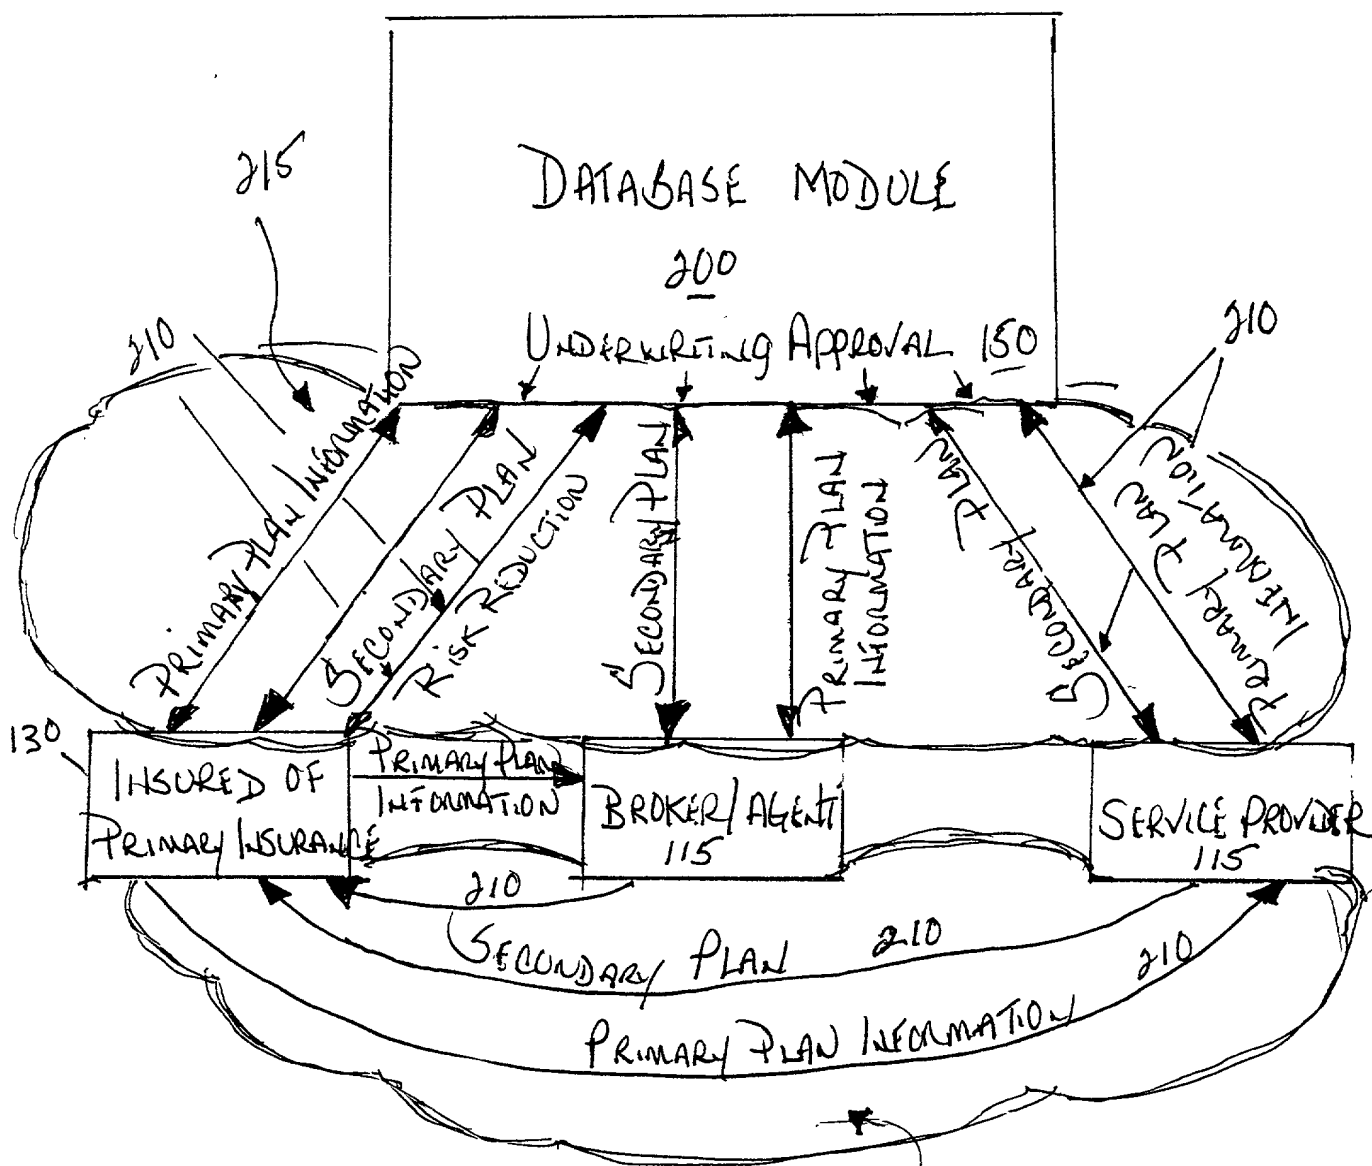 DATABASE MODULE
200
UNDERWRITING APPROVAL 150
215
210
210
PRIMARY PLAN INFORMATION
SECONDARY PLAN
RISK REDUCTION
SECONDARY PLAN
PRIMARY PLAN
INFORMATION
SECONDARY PLAN
PRIMARY PLAN
INFORMATION
130
INSURED OF
PRIMARY INSURANCE
PRIMARY PLAN
INFORMATION
BROKER/AGENT
115
SERVICE PROVIDER
115
210
SECONDARY PLAN 210
210
PRIMARY PLAN INFORMATION